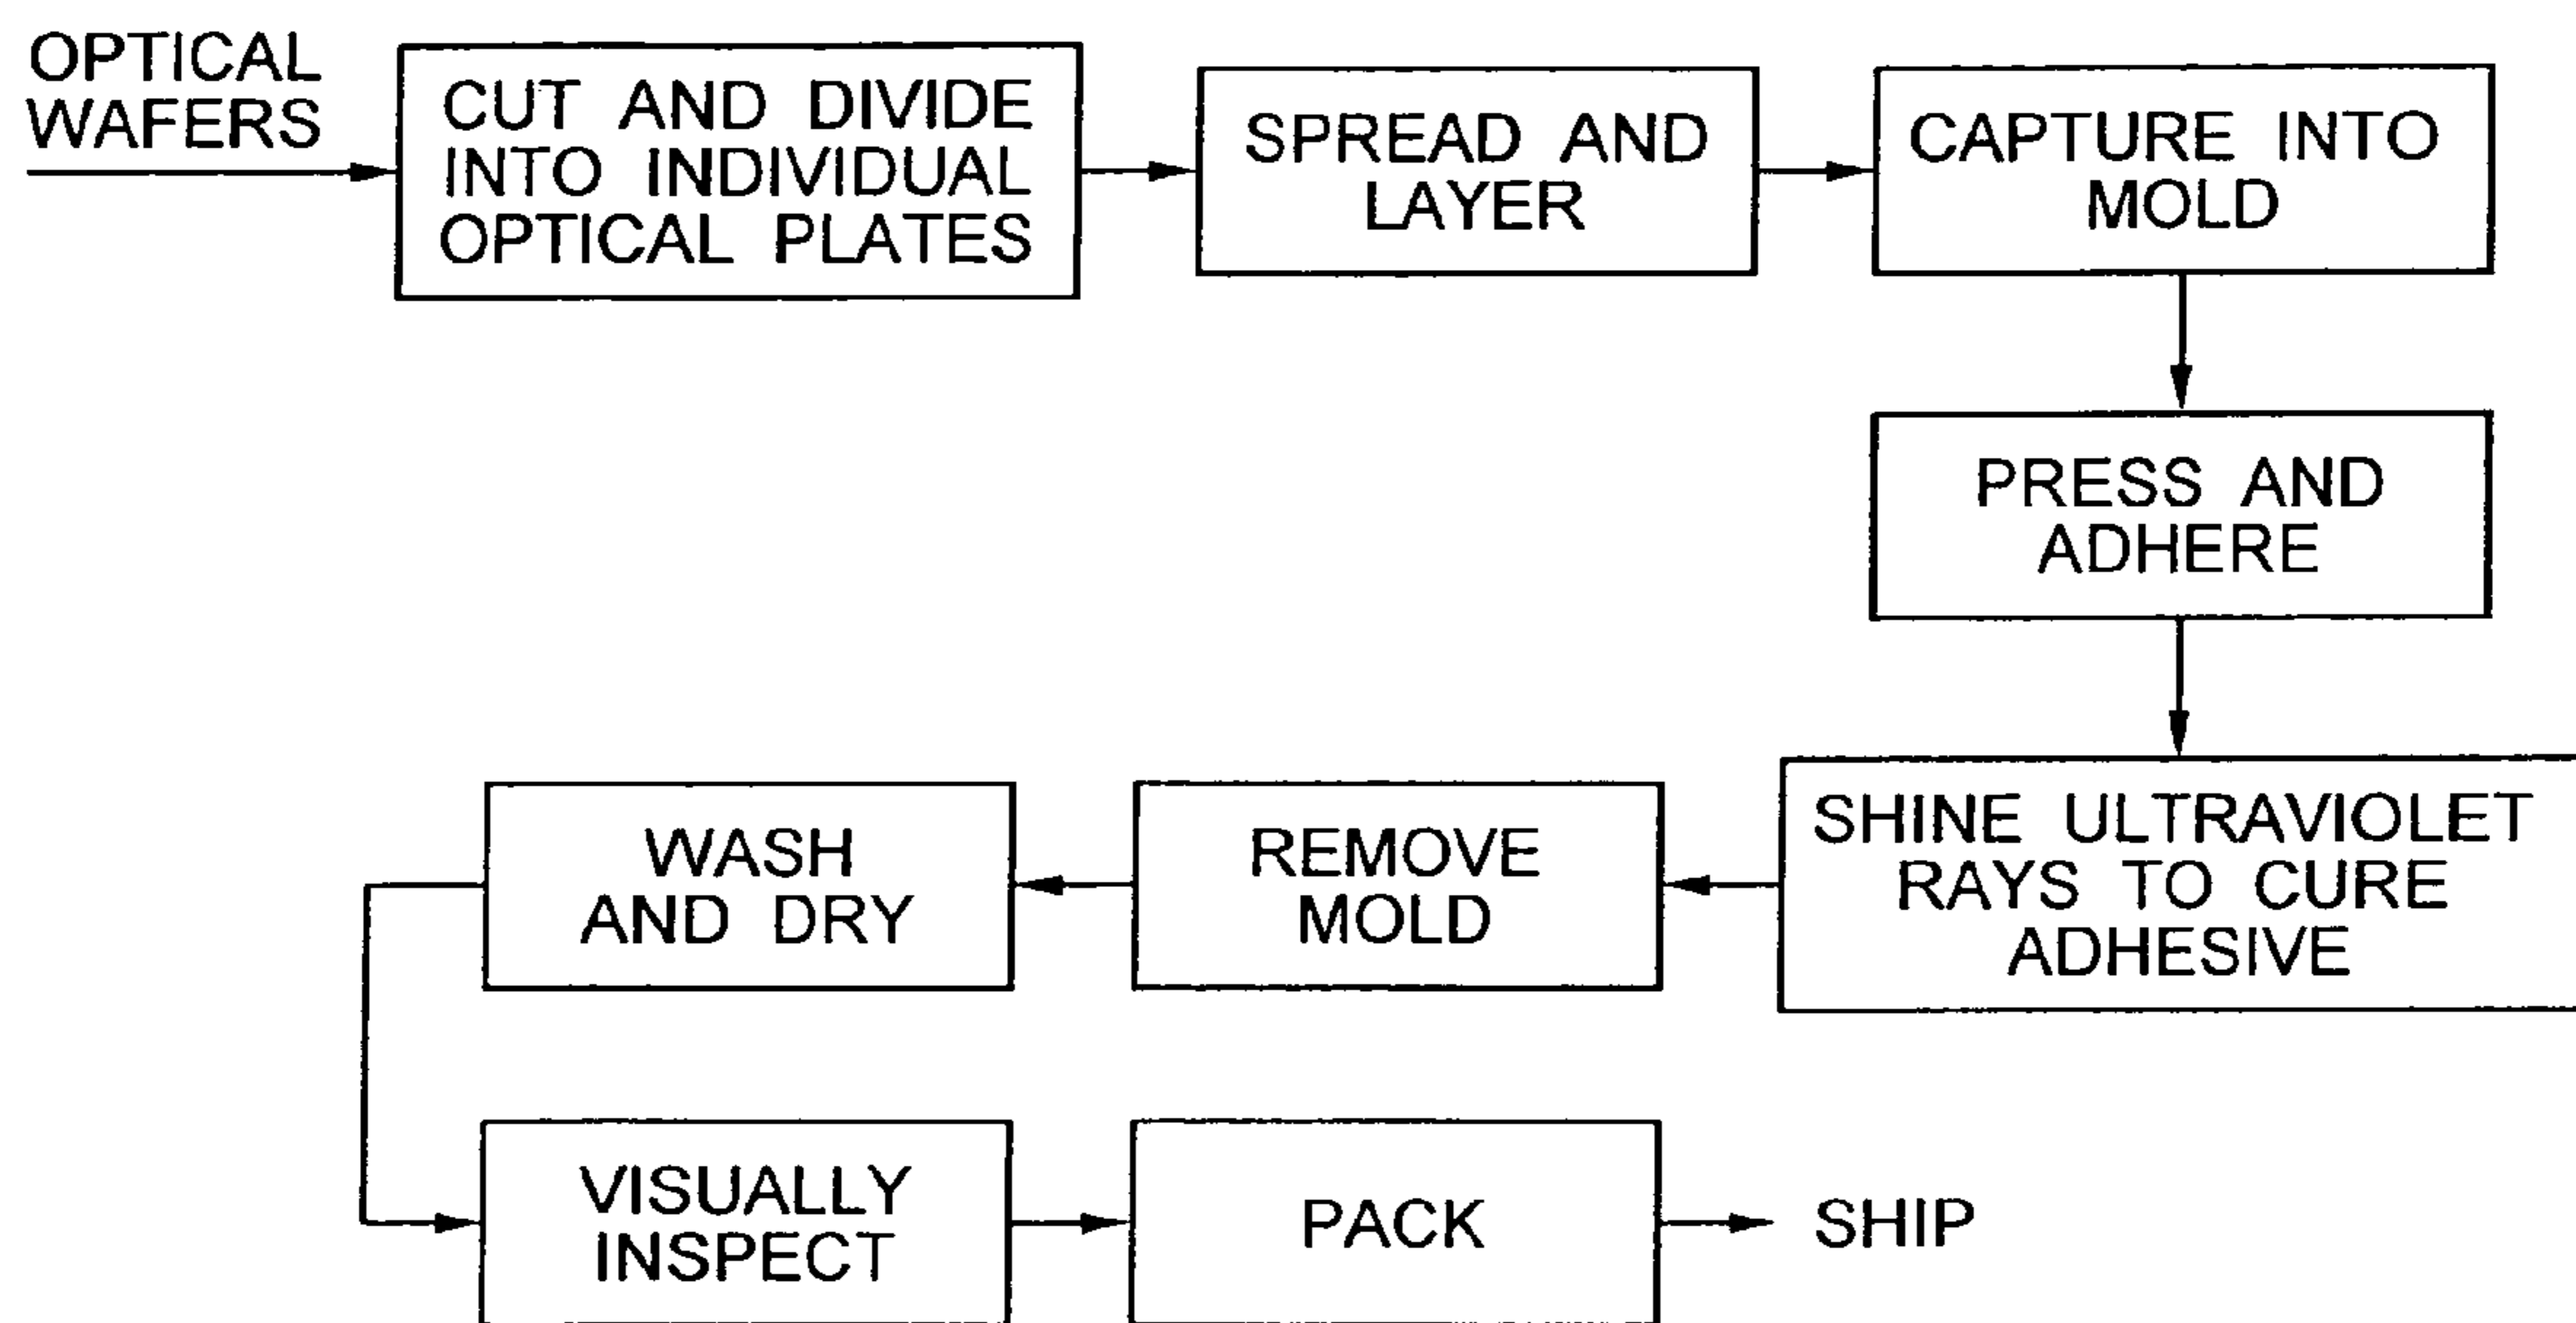 OPTICAL
WAFERS
CUT AND DIVIDE
INTO INDIVIDUAL
OPTICAL PLATES
SPREAD AND
LAYER
CAPTURE INTO
MOLD
PRESS AND
ADHERE
SHINE ULTRAVIOLET
RAYS TO CURE
ADHESIVE
REMOVE
MOLD
WASH
AND DRY
VISUALLY
INSPECT
PACK
SHIP